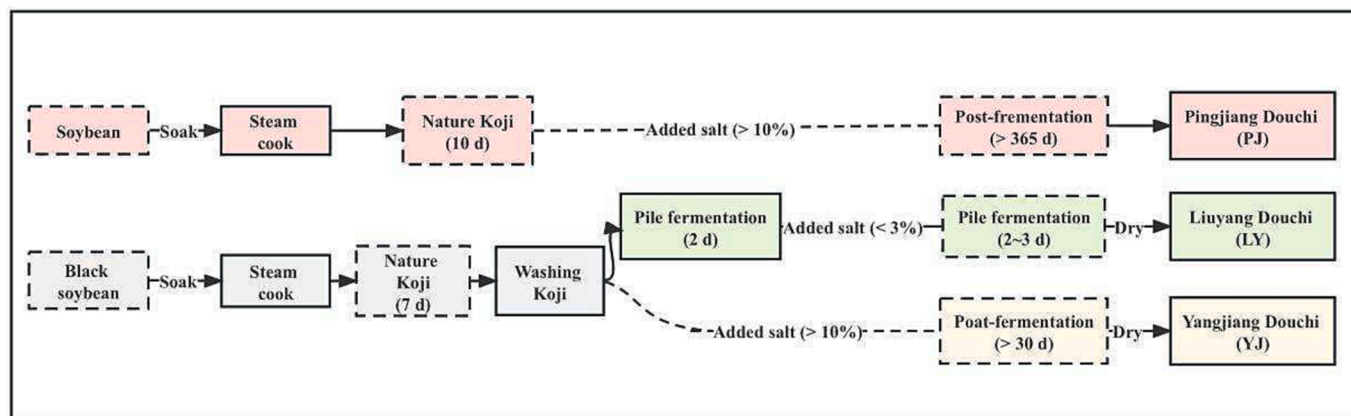 Soybean
Soak
Steam
cook
Nature Koji
(10 d)
Added salt (> 10%)
Post-frementation
(> 365 d)
Pingjiang Douchi
(PJ)
Black
soybean
Soak
Steam
cook
Nature
Koji
(7 d)
Washing
Koji
Pile fermentation
(2 d)
Added salt (< 3%)
Pile fermentation
(2~3 d)
Dry
Liuyang Douchi
(LY)
Added salt (> 10%)
Poat-fermentation
(> 30 d)
Dry
Yangjiang Douchi
(YJ)